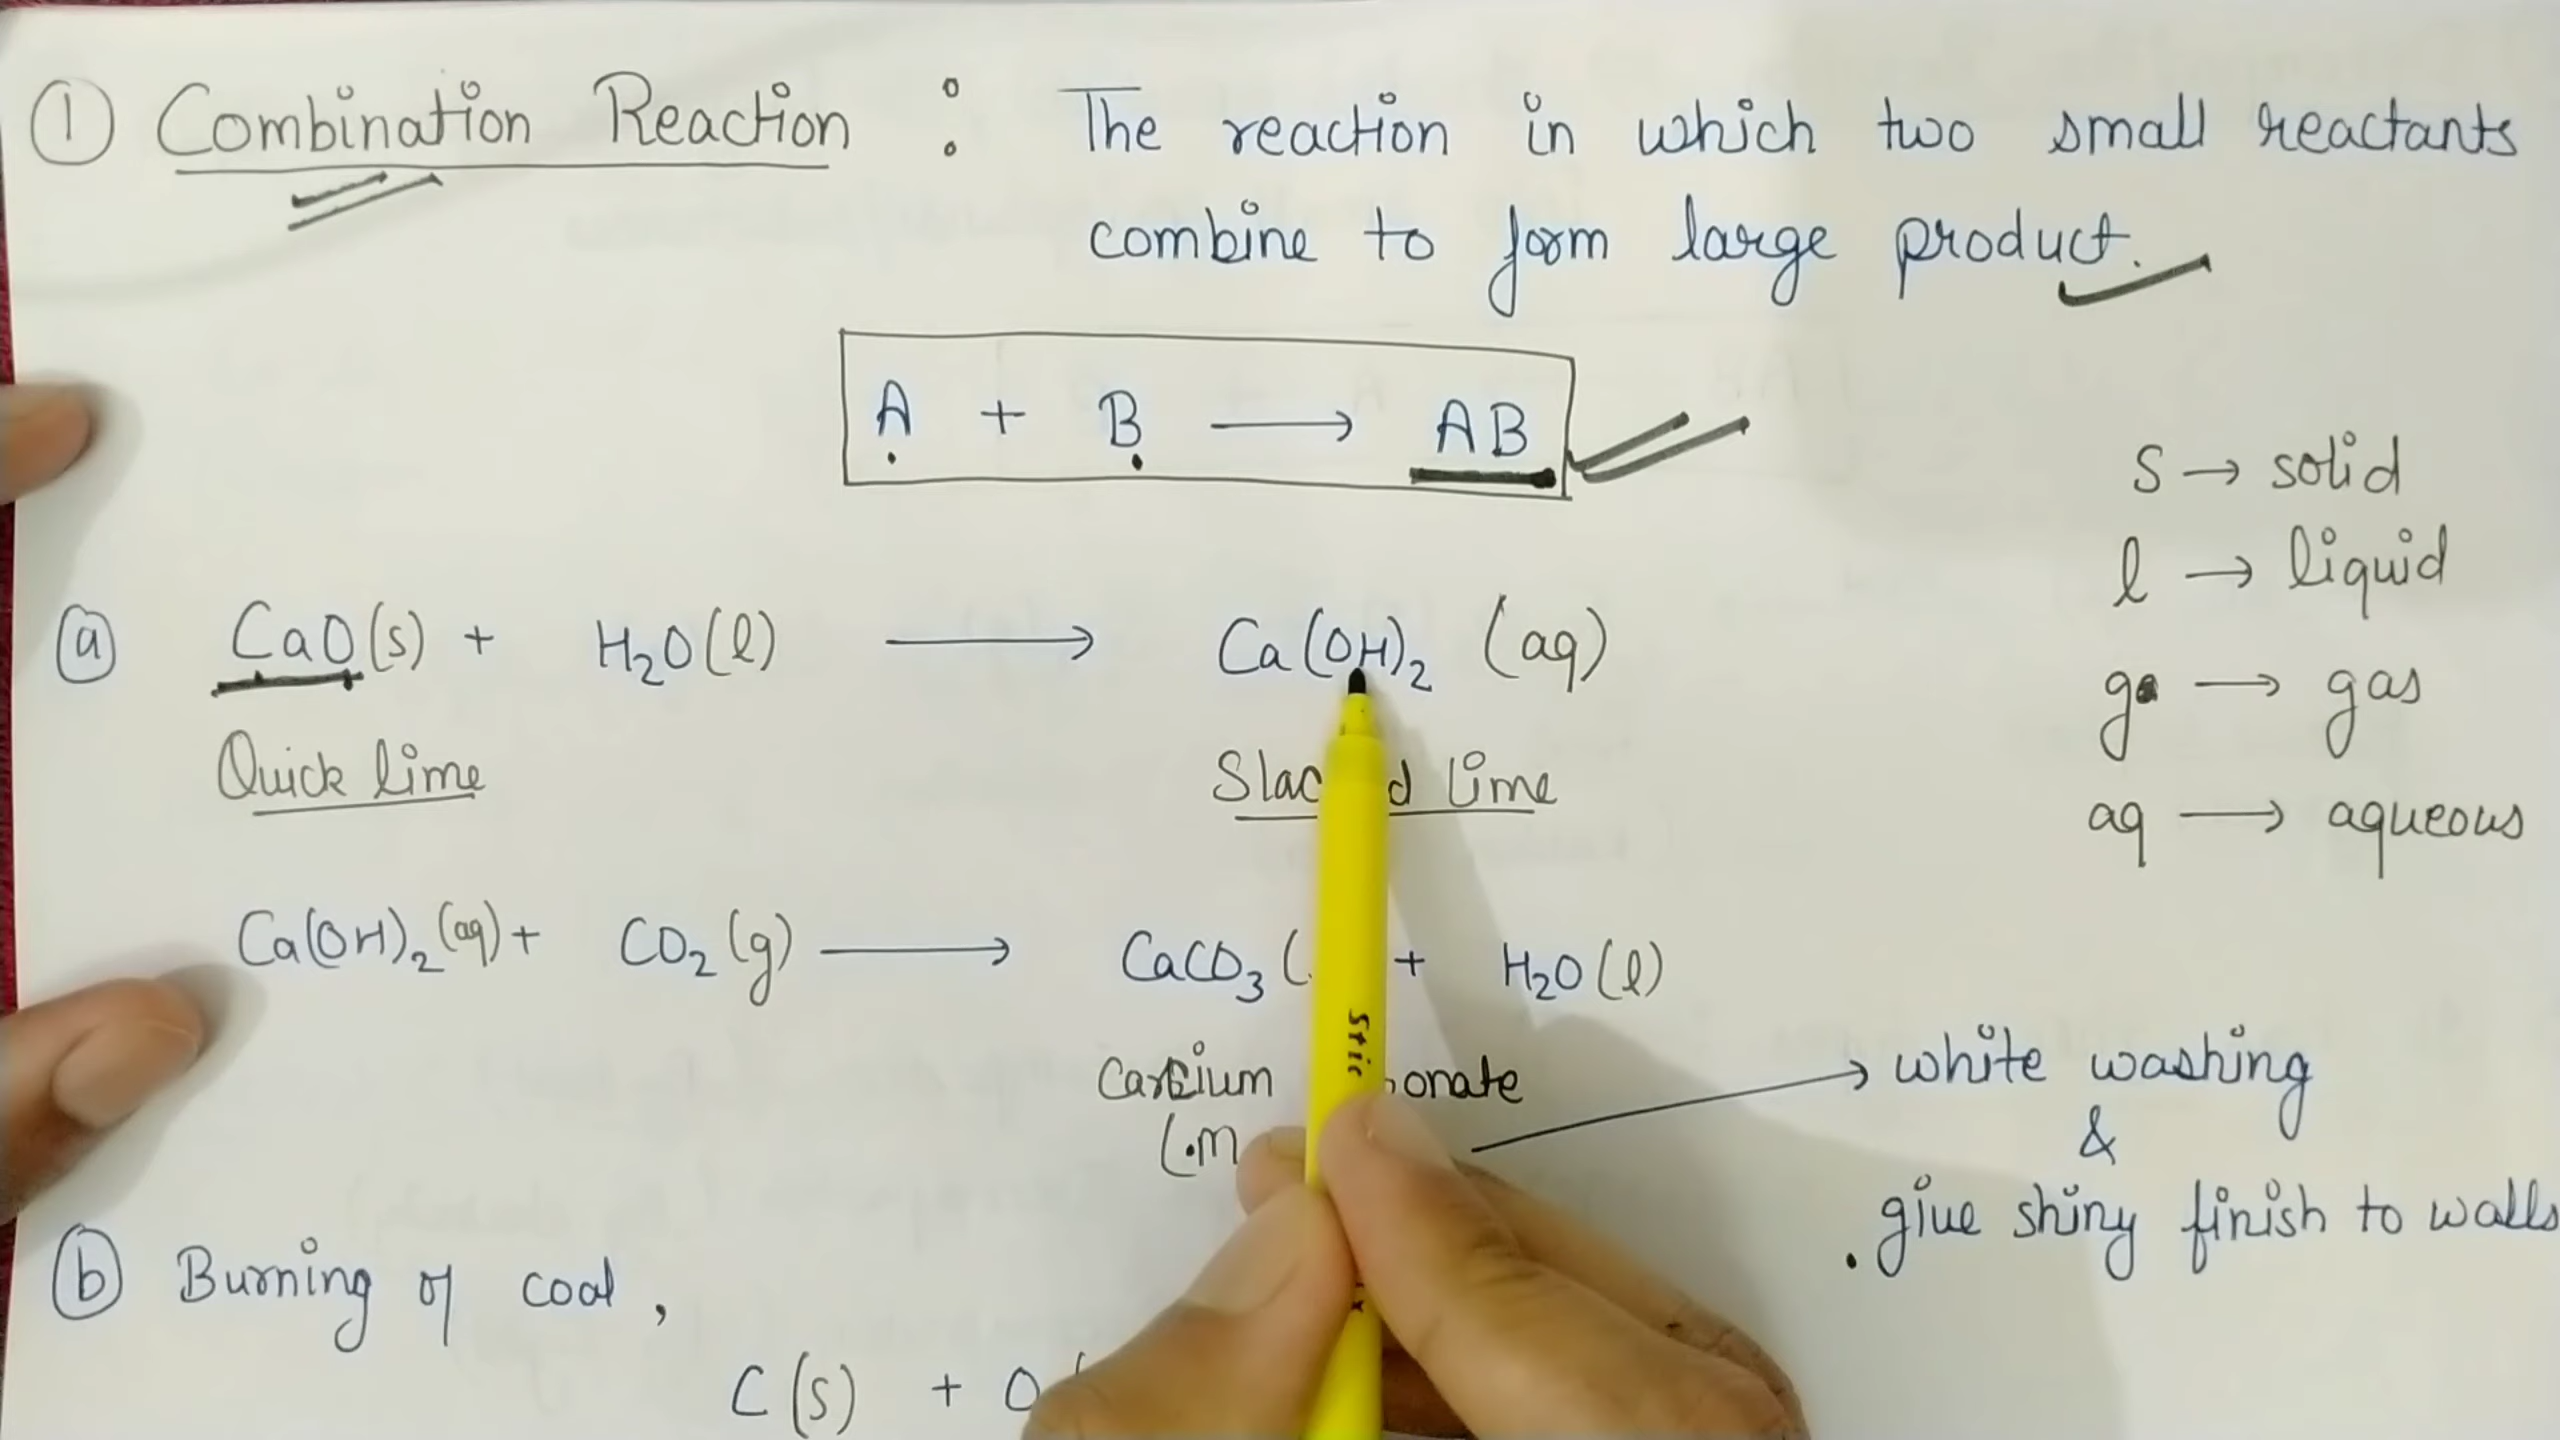 ① Combination Reaction : The reaction in which two small reactants
combine to form large product.
A + B ⟶ AB
s → solid
l → liquid
g → gas
aq → aqueous
ⓐ CaO(s) + H₂O(l) ⟶ Ca(OH)₂ (aq)
Quick lime
lime
Ca(OH)₂(aq) + CO₂(g) ⟶ CaCO₃ + H₂O(l)
→ white washing
&
. give shiny finish to walls
ⓑ Burning of coal,
C(s) + O
Stic